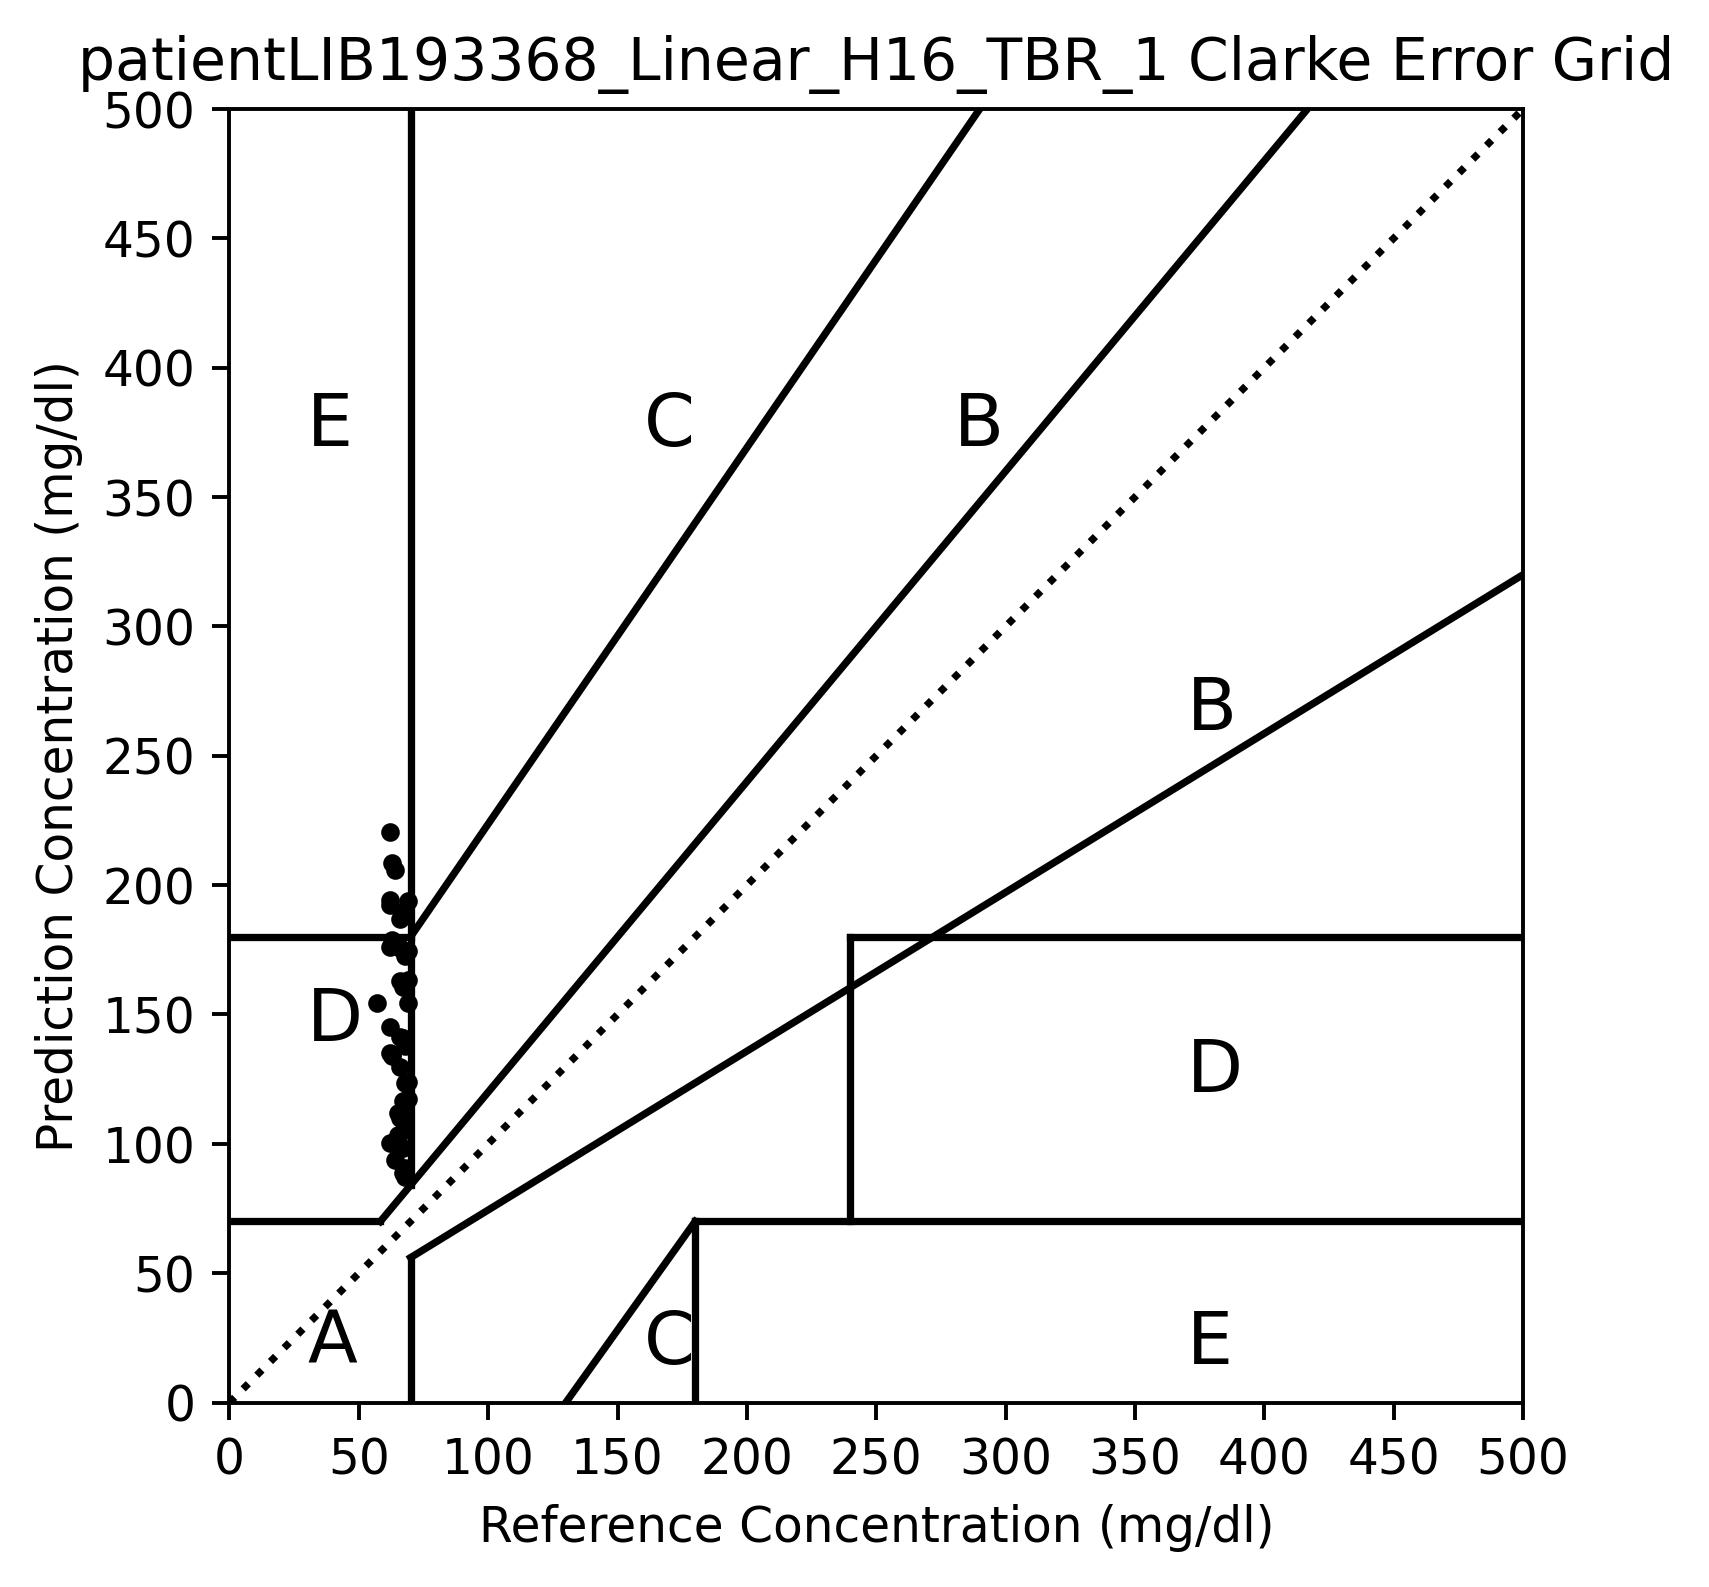 patientLIB193368_Linear_H16_TBR_1 Clarke Error Grid
500
450
400
350
300
250
200
150
100
50
0
Prediction Concentration (mg/dl)
E
C
B
B
D
D
A
C
E
0 50 100 150 200 250 300 350 400 450 500
Reference Concentration (mg/dl)